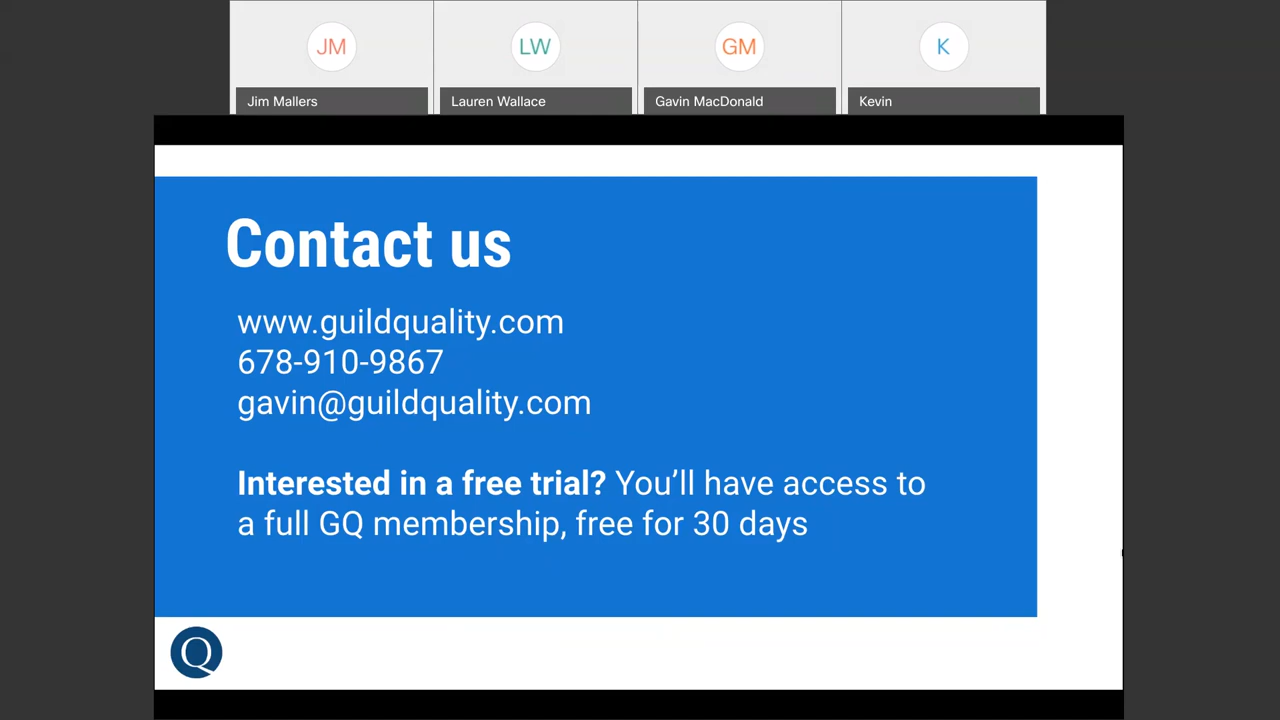 JM
LW
GM
K
Jim Mallers
Lauren Wallace
Gavin MacDonald
Kevin
Contact us
www.guildquality.com
678-910-9867
gavin@guildquality.com
Interested in a free trial? You’ll have access to
a full GQ membership, free for 30 days
Q